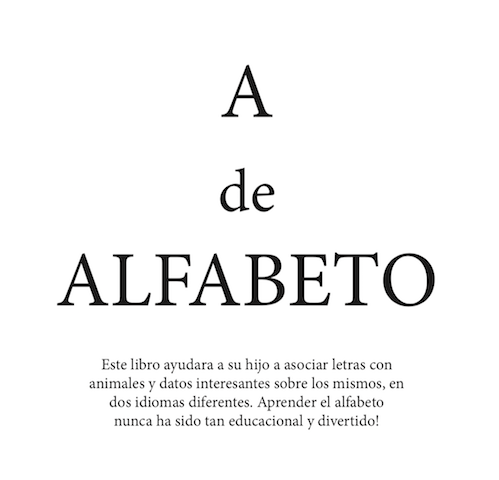 A
de
ALFABETO
Este libro ayudara a su hijo a asociar letras con
animales y datos interesantes sobre los mismos, en
dos idiomas diferentes. Aprender el alfabeto
nunca ha sido tan educacional y divertido!